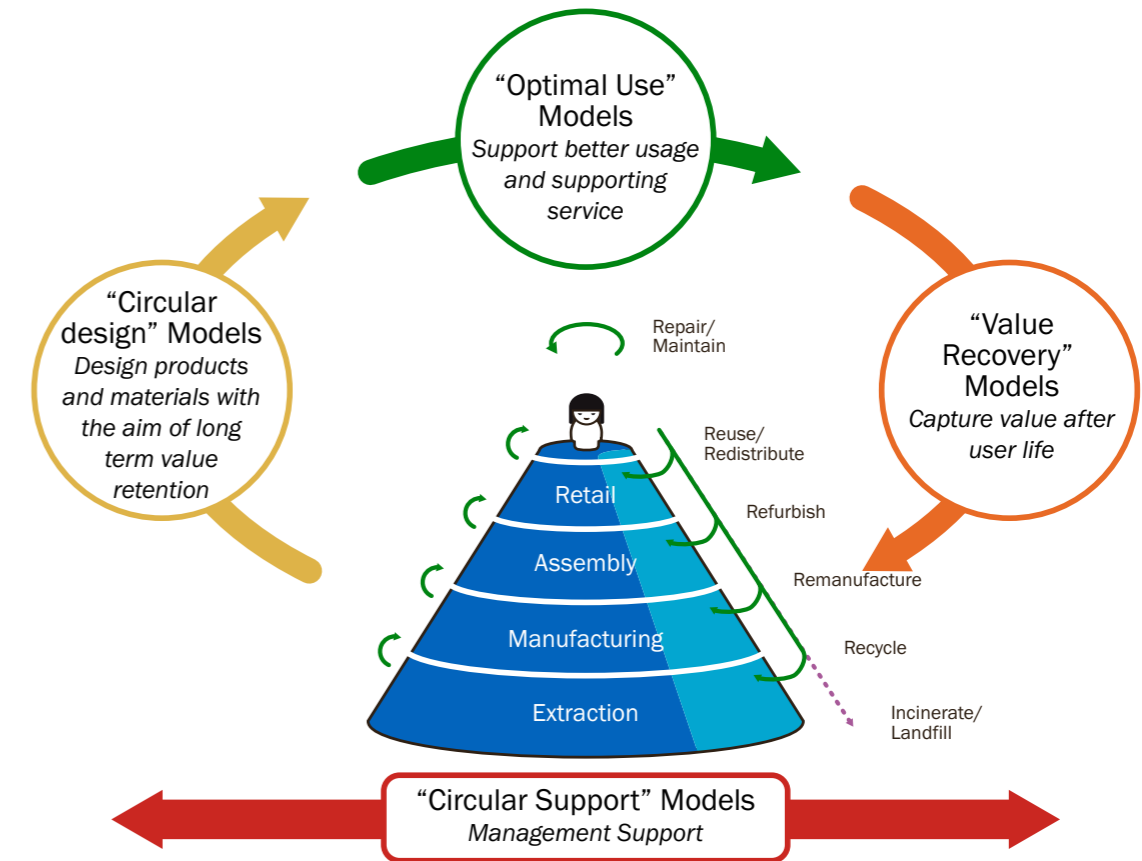 “Optimal Use”
Models
Support better usage
and supporting
service
“Circular
design” Models
Design products
and materials with
the aim of long
term value
retention
“Value
Recovery”
Models
Capture value after
user life
Repair/
Maintain
Reuse/
Redistribute
Retail
Refurbish
Assembly
Remanufacture
Manufacturing
Recycle
Extraction
Incinerate/
Landfill
“Circular Support” Models
Management Support